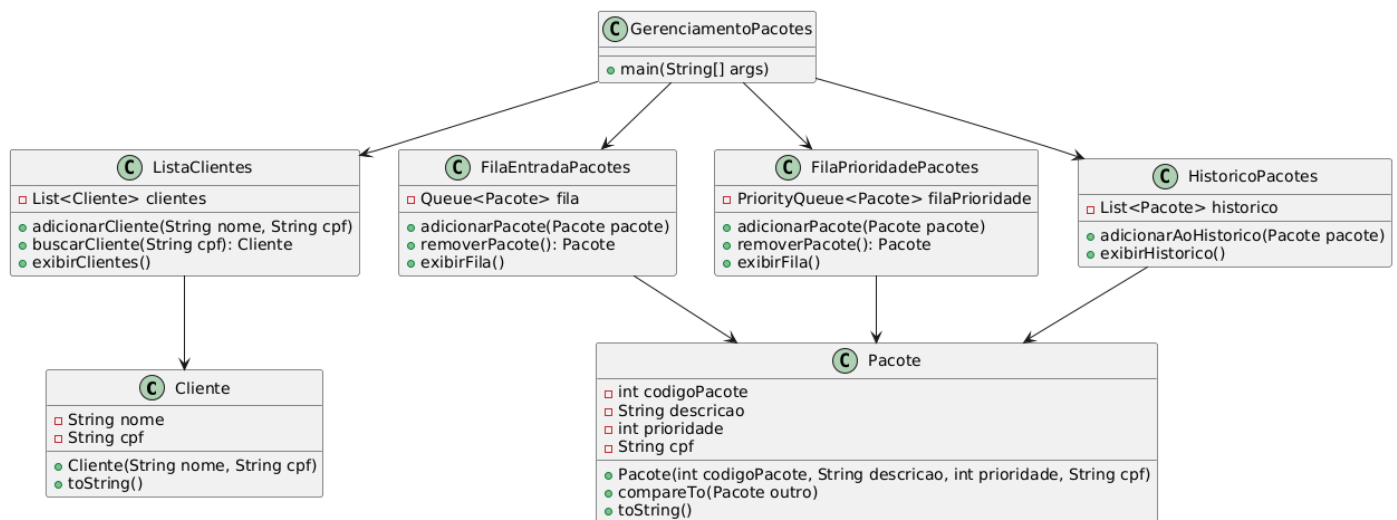 C GerenciamentoPacotes
main(String[] args)
C ListaClientes
List<Cliente> clientes
adicionarCliente(String nome, String cpf)
buscarCliente(String cpf): Cliente
exibirClientes()
C FilaEntradaPacotes
Queue<Pacote> fila
adicionarPacote(Pacote pacote)
removerPacote(): Pacote
exibirFila()
C FilaPrioridadePacotes
PriorityQueue<Pacote> filaPrioridade
adicionarPacote(Pacote pacote)
removerPacote(): Pacote
exibirFila()
C HistoricoPacotes
List<Pacote> historico
adicionarAoHistorico(Pacote pacote)
exibirHistorico()
C Cliente
String nome
String cpf
Cliente(String nome, String cpf)
toString()
C Pacote
int codigoPacote
String descricao
int prioridade
String cpf
Pacote(int codigoPacote, String descricao, int prioridade, String cpf)
compareTo(Pacote outro)
toString()